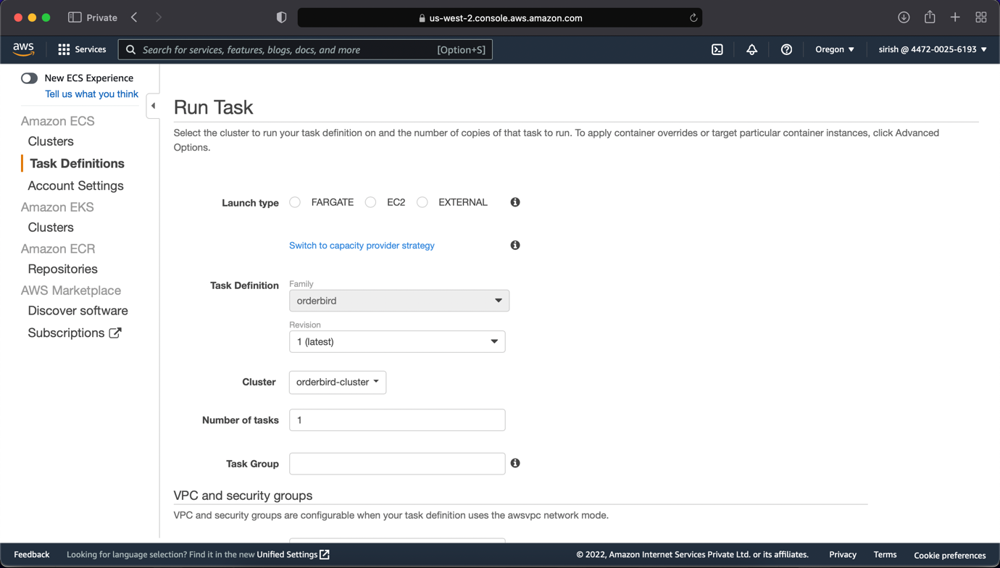 Private
us-west-2.console.aws.amazon.com
aws
Services
Search for services, features, blogs, docs, and more
[Option+S]
Oregon
sirish @ 4472-0025-6193
New ECS Experience
Tell us what you think
Amazon ECS
Clusters
Task Definitions
Account Settings
Amazon EKS
Clusters
Amazon ECR
Repositories
AWS Marketplace
Discover software
Subscriptions
Run Task
Select the cluster to run your task definition on and the number of copies of that task to run. To apply container overrides or target particular container instances, click Advanced
Options.
Launch type FARGATE EC2 EXTERNAL
Switch to capacity provider strategy
Task Definition
Family
orderbird
Revision
1 (latest)
Cluster orderbird-cluster
Number of tasks 1
Task Group
VPC and security groups
VPC and security groups are configurable when your task definition uses the awsvpc network mode.
Feedback
Looking for language selection? Find it in the new Unified Settings
© 2022, Amazon Internet Services Private Ltd. or its affiliates.
Privacy
Terms
Cookie preferences